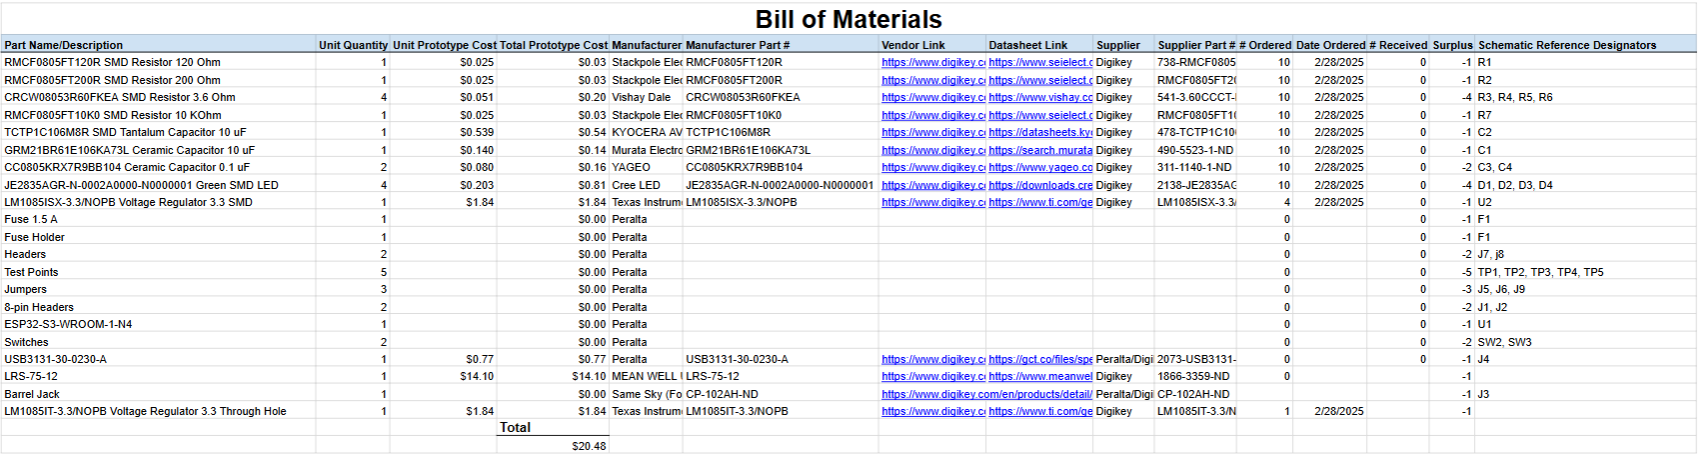 Bill of Materials
Part Name/Description Unit Quantity Unit Prototype Cost Total Prototype Cost Manufacturer Manufacturer Part # Vendor Link Datasheet Link Supplier Supplier Part # # Ordered Date Ordered # Received Surplus Schematic Reference Designators
RMCF0805FT120R SMD Resistor 120 Ohm 1 $0.025 $0.03 Stackpole Elec RMCF0805FT120R https://www.digikey.c https://www.seielect.c Digikey 738-RMCF0805 10 2/28/2025 0 -1 R1
RMCF0805FT200R SMD Resistor 200 Ohm 1 $0.025 $0.03 Stackpole Elec RMCF0805FT200R https://www.digikey.c https://www.seielect.c Digikey RMCF0805FT20 10 2/28/2025 0 -1 R2
CRCW08053R60FKEA SMD Resistor 3.6 Ohm 4 $0.051 $0.20 Vishay Dale CRCW08053R60FKEA https://www.digikey.c https://www.vishay.cc Digikey 541-3.60CCCT- 10 2/28/2025 0 -4 R3, R4, R5, R6
RMCF0805FT10K0 SMD Resistor 10 KOhm 1 $0.025 $0.03 Stackpole Elec RMCF0805FT10K0 https://www.digikey.c https://www.seielect.c Digikey RMCF0805FT10 10 2/28/2025 0 -1 R7
TCTP1C106M8R SMD Tantalum Capacitor 10 uF 1 $0.539 $0.54 KYOCERA AV TCTP1C106M8R https://www.digikey.c https://datasheets.ky Digikey 478-TCTP1C10 10 2/28/2025 0 -1 C2
GRM21BR61E106KA73L Ceramic Capacitor 10 uF 1 $0.140 $0.14 Murata Electro GRM21BR61E106KA73L https://www.digikey.c https://search.murata Digikey 490-5523-1-ND 10 2/28/2025 0 -1 C1
CC0805KRX7R9BB104 Ceramic Capacitor 0.1 uF 2 $0.080 $0.16 YAGEO CC0805KRX7R9BB104 https://www.digikey.c https://www.yageo.cc Digikey 311-1140-1-ND 10 2/28/2025 0 -2 C3, C4
JE2835AGR-N-0002A0000-N0000001 Green SMD LED 4 $0.203 $0.81 Cree LED JE2835AGR-N-0002A0000-N0000001 https://www.digikey.c https://downloads.cre Digikey 2138-JE2835AG 10 2/28/2025 0 -4 D1, D2, D3, D4
LM1085ISX-3.3/NOPB Voltage Regulator 3.3 SMD 1 $1.84 $1.84 Texas Instrum LM1085ISX-3.3/NOPB https://www.digikey.c https://www.ti.com/ge Digikey LM1085ISX-3.3/ 4 2/28/2025 0 -1 U2
Fuse 1.5 A 1 $0.00 Peralta 0 0 -1 F1
Fuse Holder 1 $0.00 Peralta 0 0 -1 F1
Headers 2 $0.00 Peralta 0 0 -2 J7, j8
Test Points 5 $0.00 Peralta 0 0 -5 TP1, TP2, TP3, TP4, TP5
Jumpers 3 $0.00 Peralta 0 0 -3 J5, J6, J9
8-pin Headers 2 $0.00 Peralta 0 0 -2 J1, J2
ESP32-S3-WROOM-1-N4 1 $0.00 Peralta 0 0 -1 U1
Switches 2 $0.00 Peralta 0 0 -2 SW2, SW3
USB3131-30-0230-A 1 $0.77 $0.77 Peralta USB3131-30-0230-A https://www.digikey.c https://gct.co/files/spe Peralta/Digi 2073-USB3131- 0 0 -1 J4
LRS-75-12 1 $14.10 $14.10 MEAN WELL LRS-75-12 https://www.digikey.c https://www.meanwel Digikey 1866-3359-ND 0 -1
Barrel Jack 1 $0.00 Same Sky (Fo CP-102AH-ND https://www.digikey.com/en/products/detail/ Peralta/Digi CP-102AH-ND -1 J3
LM1085IT-3.3/NOPB Voltage Regulator 3.3 Through Hole 1 $1.84 $1.84 Texas Instrum LM1085IT-3.3/NOPB https://www.digikey.c https://www.ti.com/ge Digikey LM1085IT-3.3/N 1 2/28/2025 -1
Total
$20.48